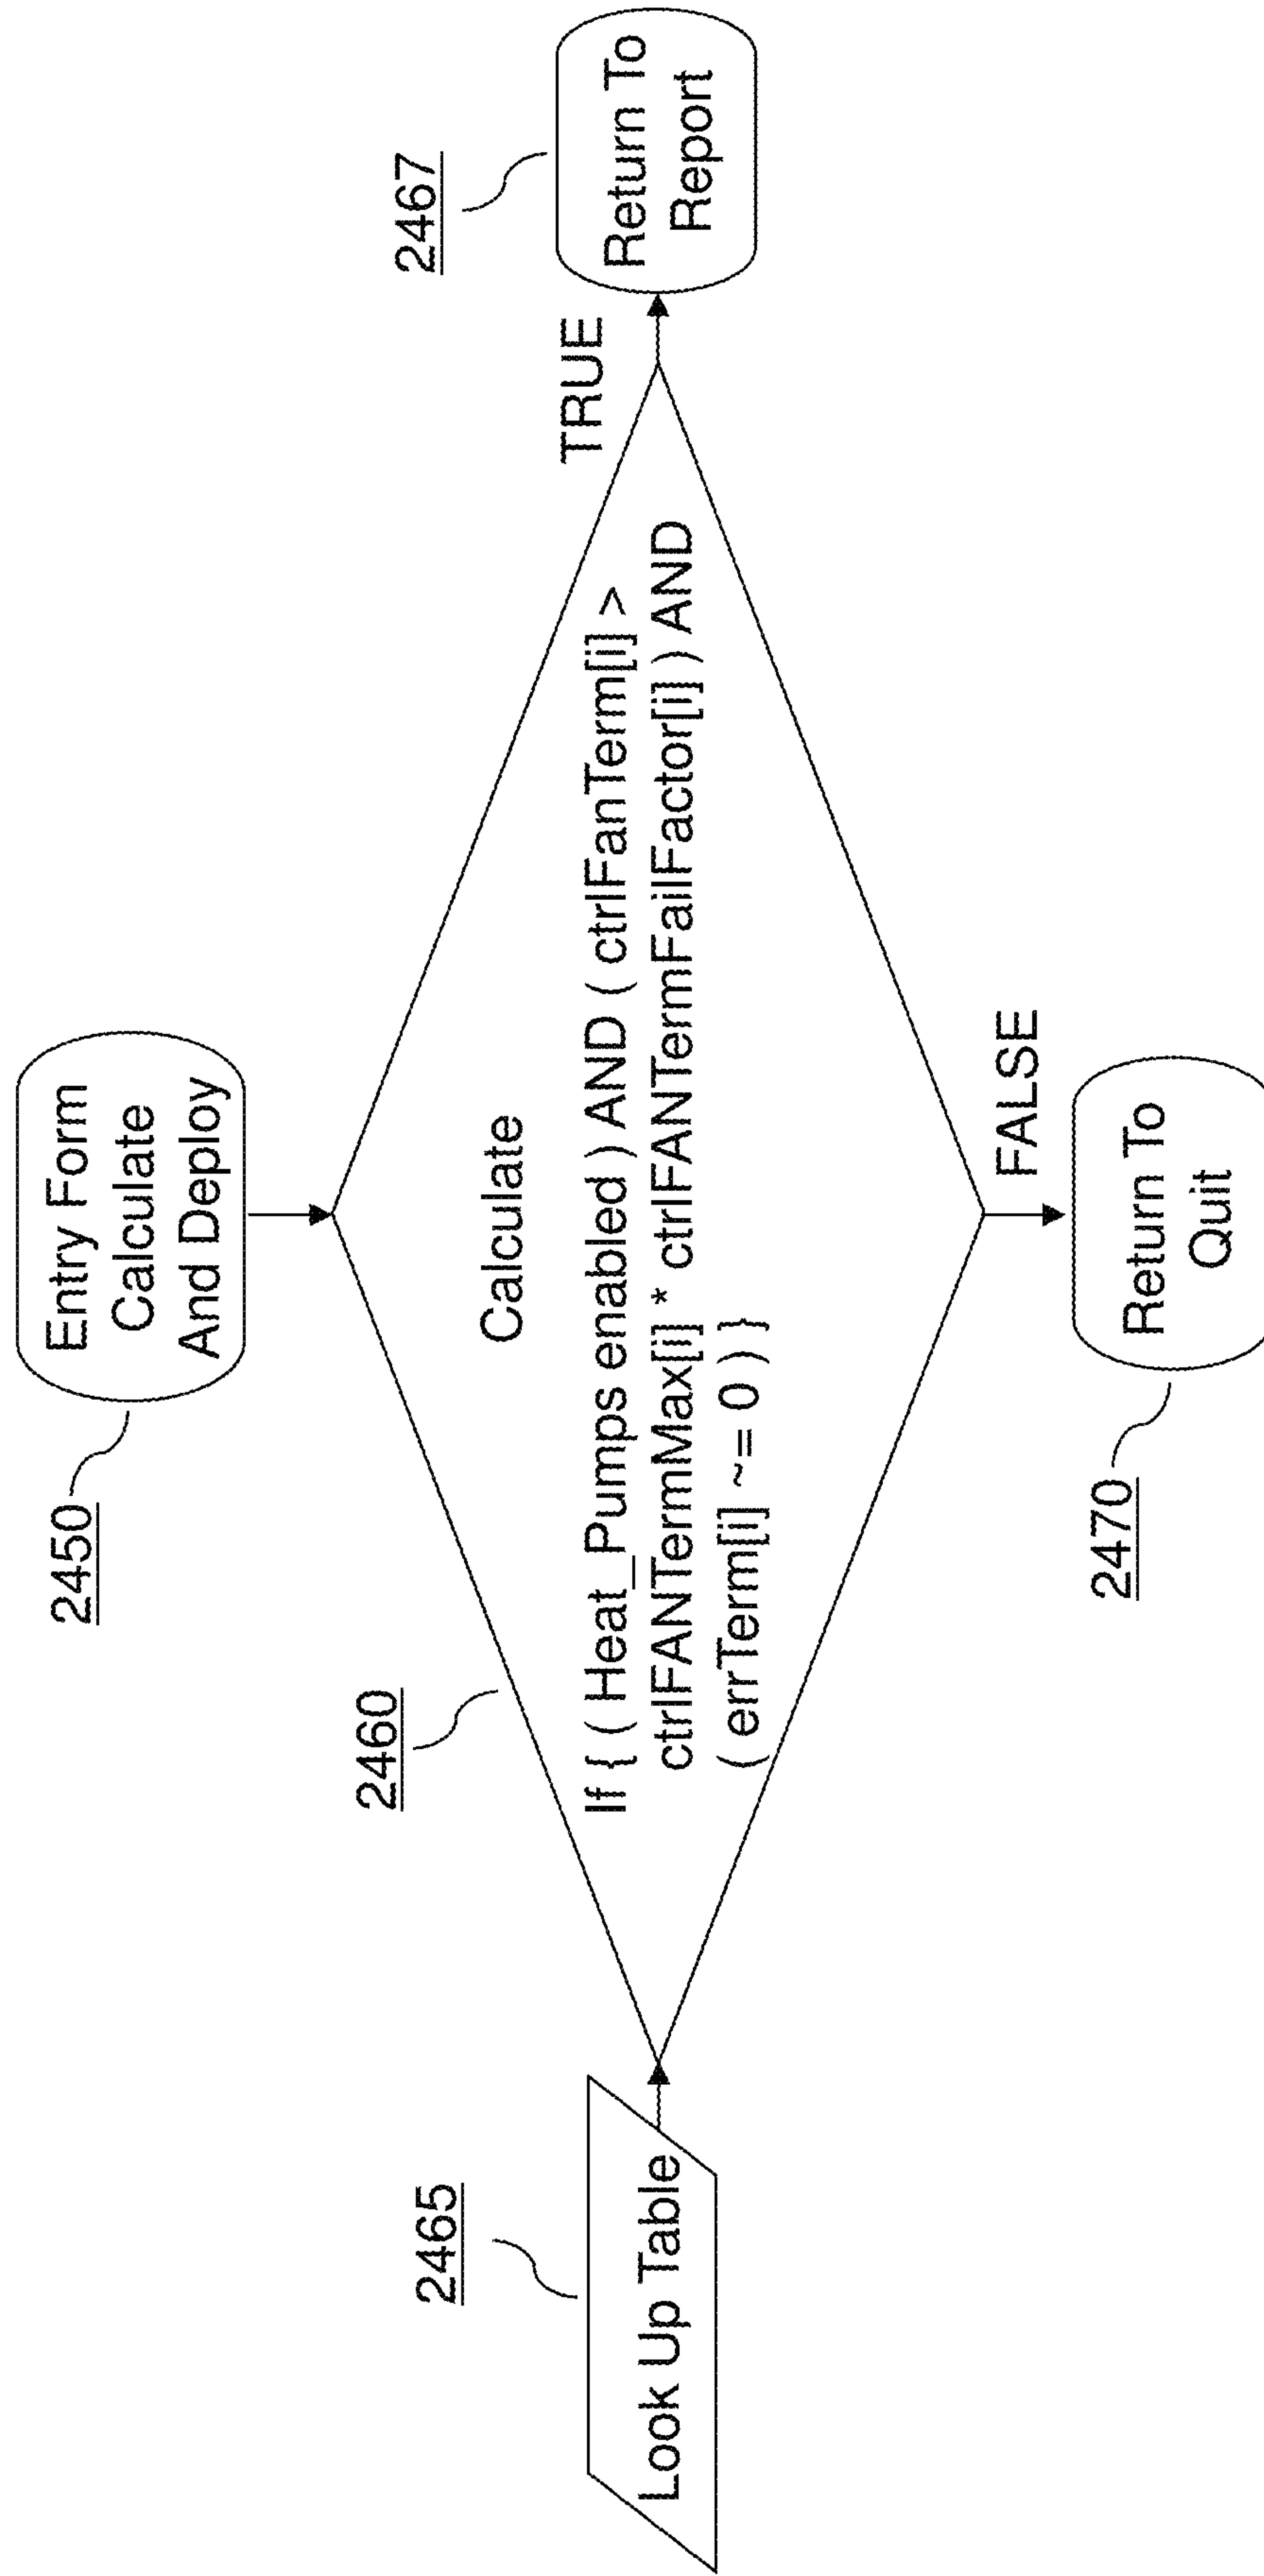 2450
Entry Form
Calculate
And Deploy
2460
Calculate
If { ( Heat_Pumps enabled ) AND ( ctrlFanTerm[i] >
ctrlFANTermMax[i] * ctrlFANTermFailFactor[i] ) AND
( errTerm[i] ~= 0 ) }
2465
Look Up Table
TRUE
2467
Return To
Report
FALSE
2470
Return To
Quit